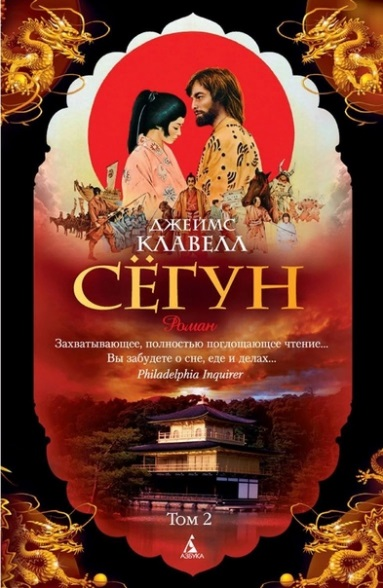 ДЖЕЙМС
КЛАВЕЛЛ
СЁГУН
Роман
Захватывающее, полностью поглощающее чтение...
Вы забудете о сне, еде и делах...
Philadelphia Inquirer
Том 2
АЗБУКА